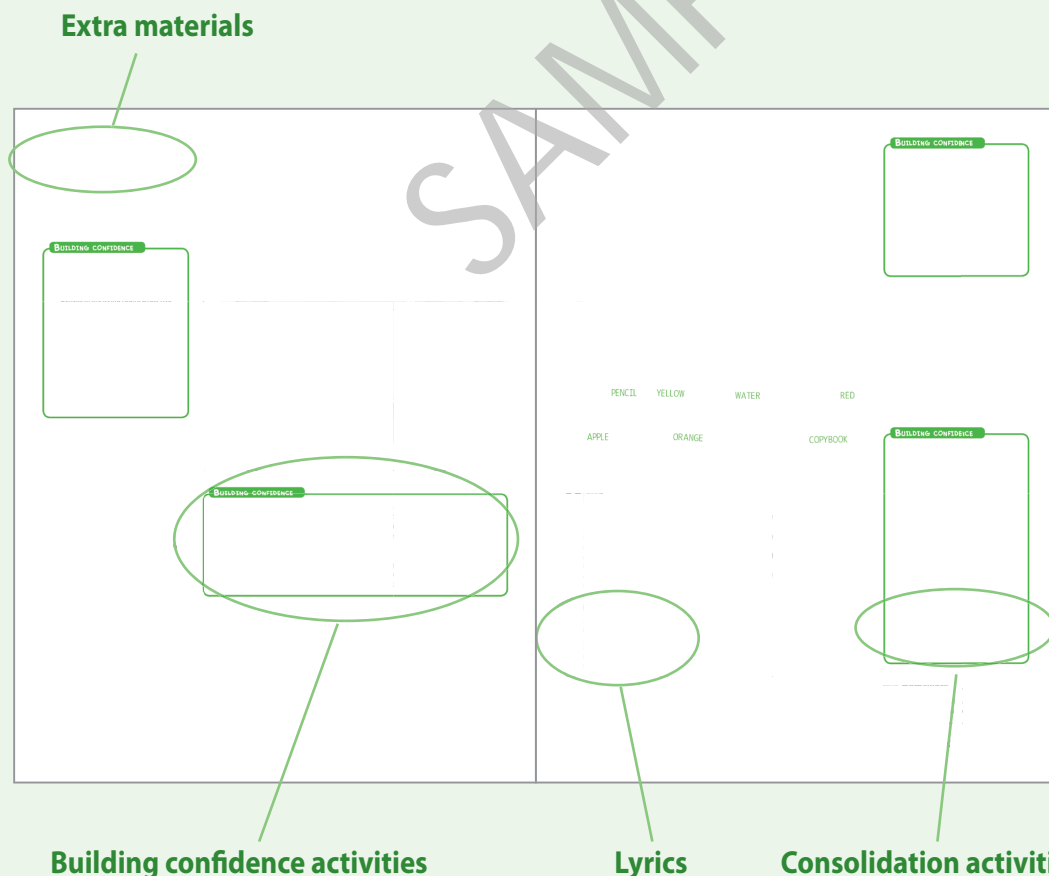 Extra materials
SAM
BUILDING CONFIDENCE
BUILDING CONFIDENCE
BUILDING CONFIDENCE
PENCIL YELLOW WATER RED
APPLE ORANGE COPYBOOK
BUILDING CONFIDENCE
Building confidence activities
Lyrics
Consolidation activiti